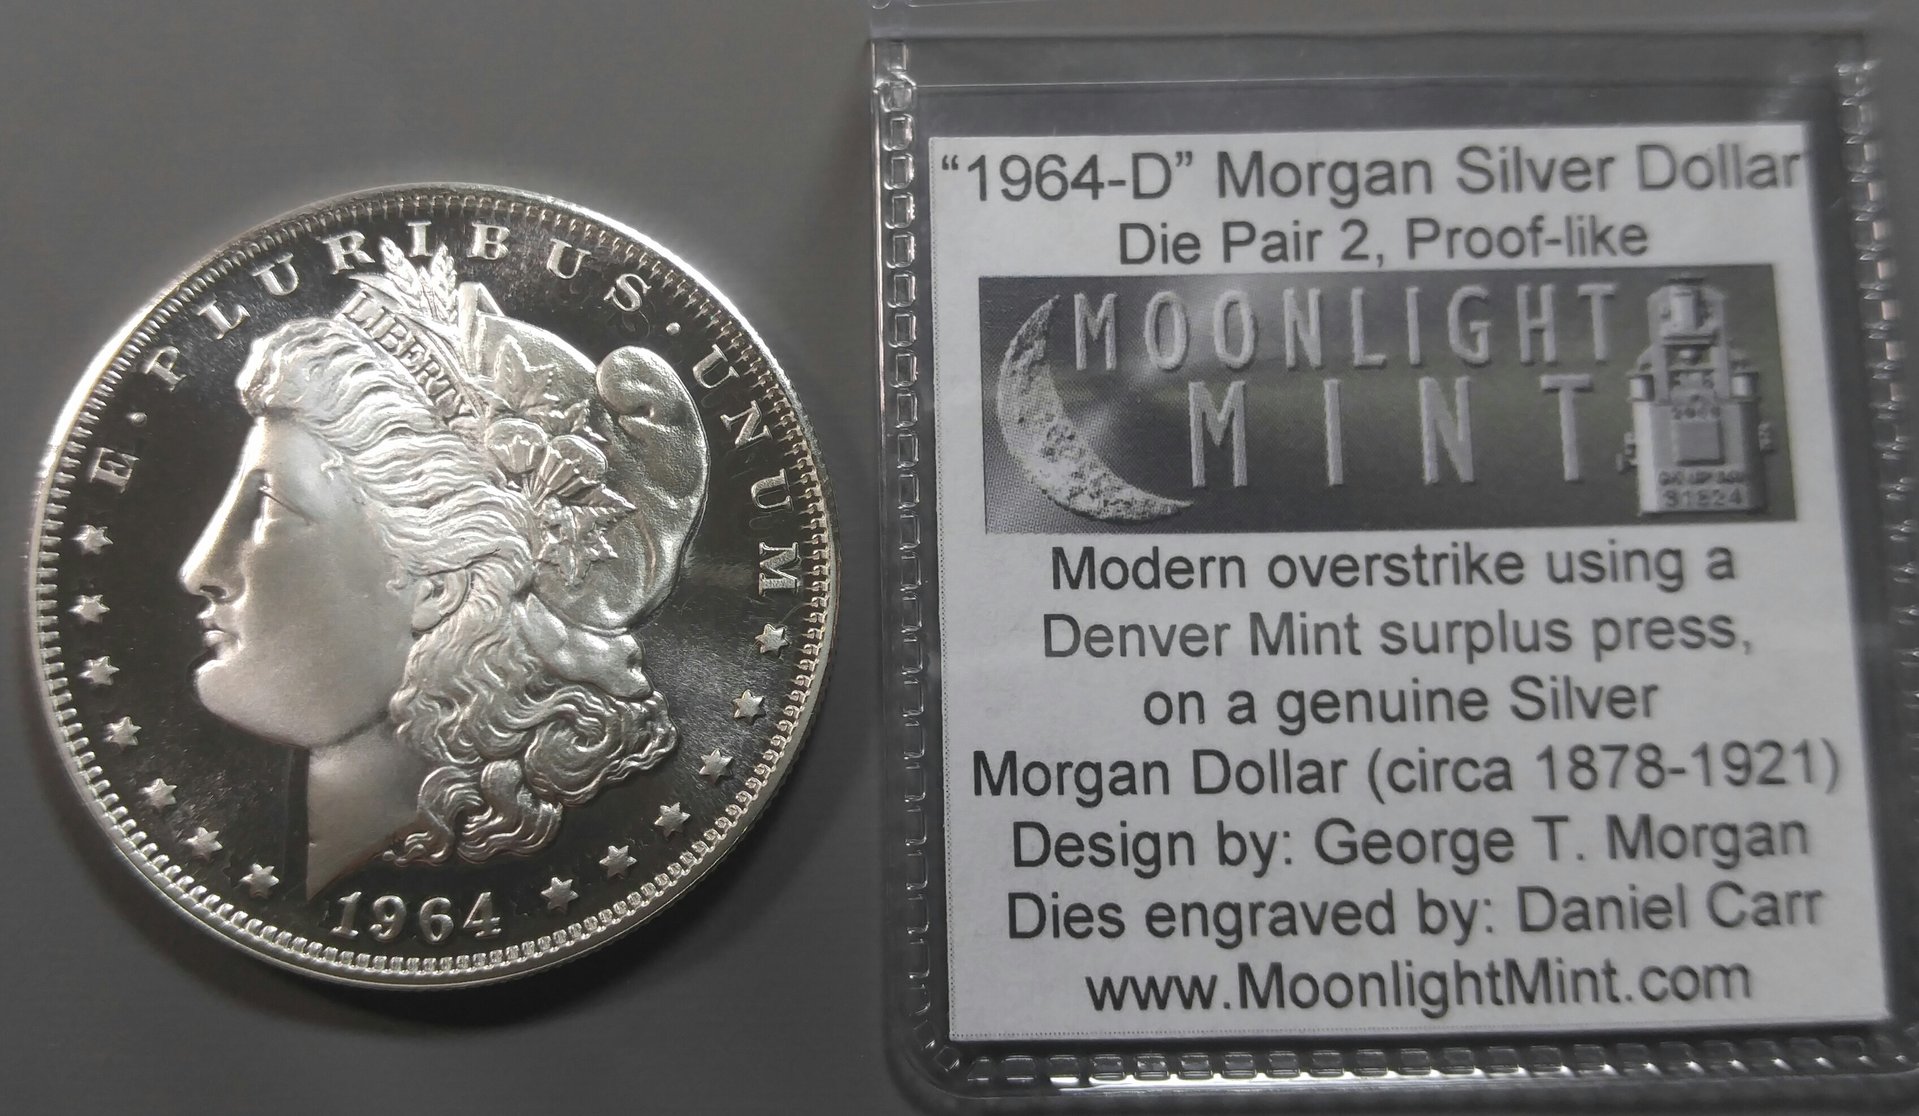 E · PLURIBUS · UNUM
LIBERTY
1964
“1964-D” Morgan Silver Dollar
Die Pair 2, Proof-like
MOONLIGHT
MINT
31824
Modern overstrike using a
Denver Mint surplus press,
on a genuine Silver
Morgan Dollar (circa 1878-1921)
Design by: George T. Morgan
Dies engraved by: Daniel Carr
www.MoonlightMint.com